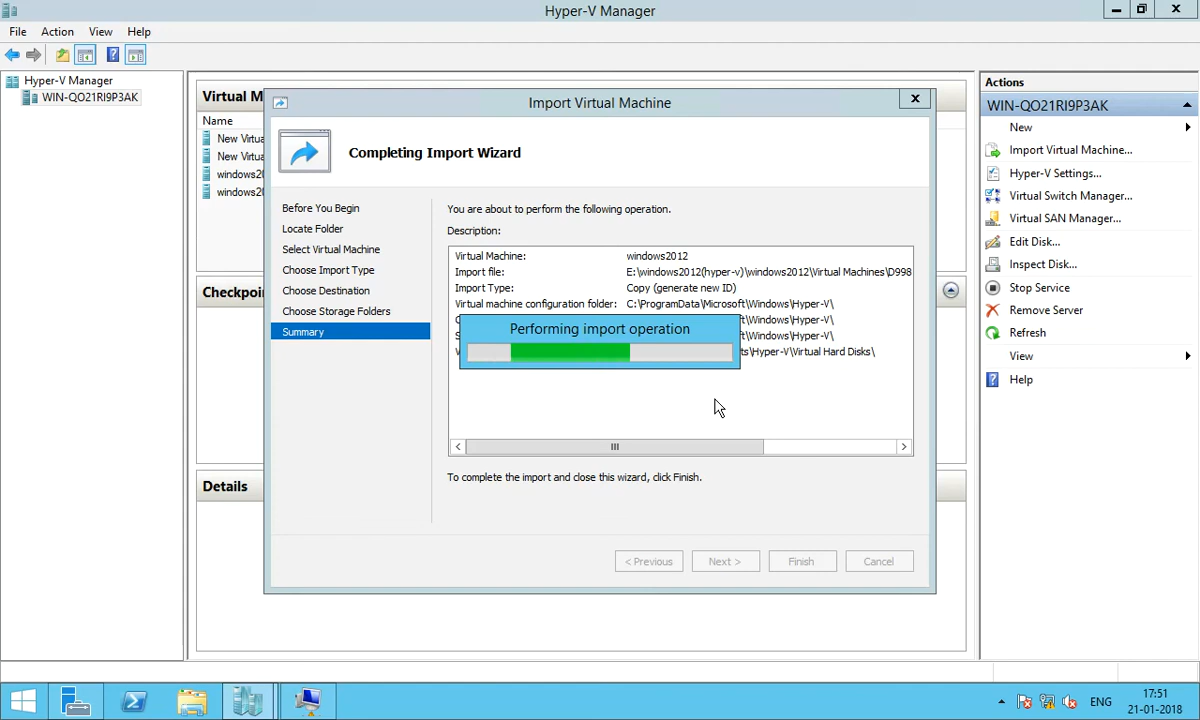 Hyper-V Manager
File Action View Help
Hyper-V Manager
WIN-QO21RI9P3AK
Virtual M
Name
New Virtua
New Virtua
windows20
windows20
Checkpoin
Details
Import Virtual Machine
Completing Import Wizard
Before You Begin
Locate Folder
Select Virtual Machine
Choose Import Type
Choose Destination
Choose Storage Folders
Summary
You are about to perform the following operation.
Description:
Virtual Machine: windows2012
Import file: E:\windows2012(hyper-v)\windows2012\Virtual Machines\D998
Import Type: Copy (generate new ID)
Virtual machine configuration folder: C:\ProgramData\Microsoft\Windows\Hyper-V\
ft\Windows\Hyper-V\
ft\Windows\Hyper-V\
ts\Hyper-V\Virtual Hard Disks\
Performing import operation
To complete the import and close this wizard, click Finish.
< Previous Next > Finish Cancel
Actions
WIN-QO21RI9P3AK
New
Import Virtual Machine...
Hyper-V Settings...
Virtual Switch Manager...
Virtual SAN Manager...
Edit Disk...
Inspect Disk...
Stop Service
Remove Server
Refresh
View
Help
ENG
17:51
21-01-2018